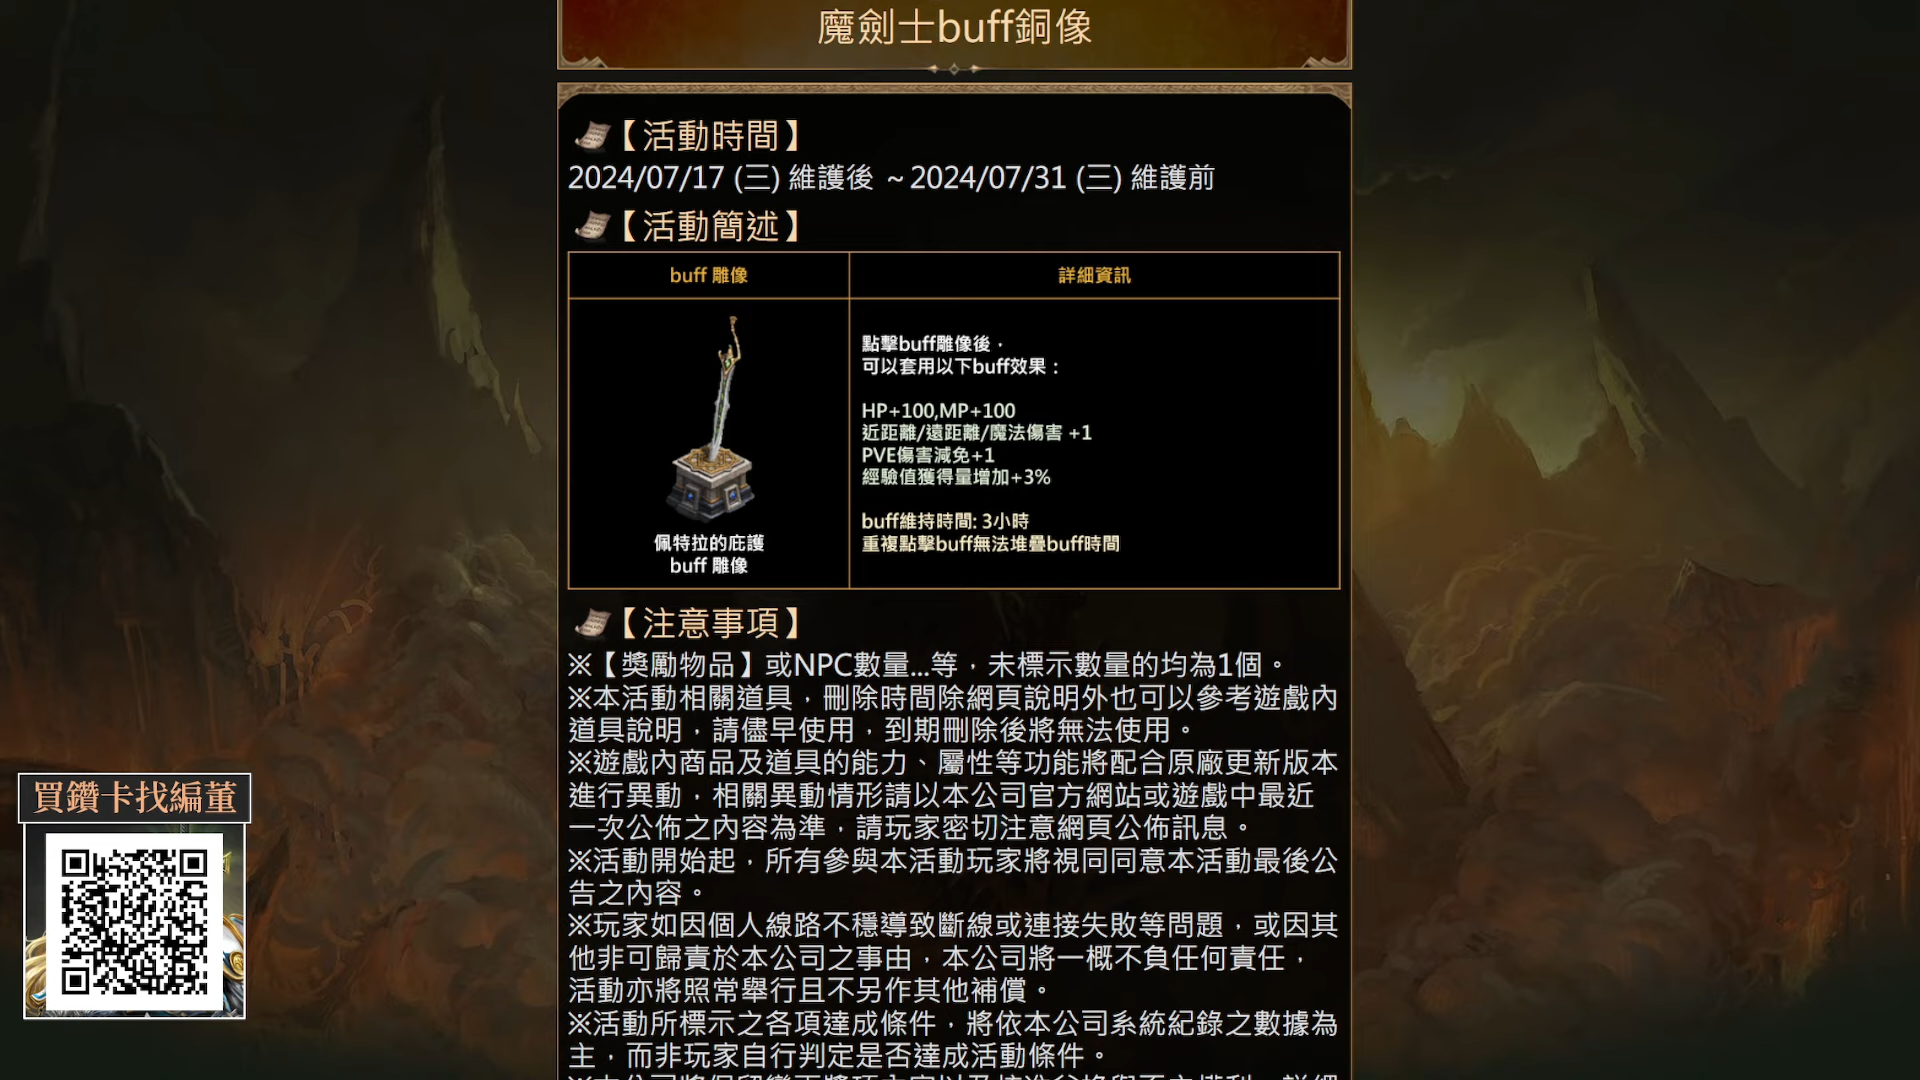 魔劍士buff銅像
【活動時間】
2024/07/17 (三) 維護後 ~ 2024/07/31 (三) 維護前
【活動簡述】
buff 雕像
詳細資訊
佩特拉的庇護
buff 雕像
點擊buff雕像後，
可以套用以下buff效果：
HP+100,MP+100
近距離/遠距離/魔法傷害 +1
PVE傷害減免+1
經驗值獲得量增加+3%
buff維持時間: 3小時
重複點擊buff無法堆疊buff時間
【注意事項】
※【獎勵物品】或NPC數量...等，未標示數量的均為1個。
※本活動相關道具，刪除時間除網頁說明外也可以參考遊戲內
道具說明，請儘早使用，到期刪除後將無法使用。
※遊戲內商品及道具的能力、屬性等功能將配合原廠更新版本
進行異動，相關異動情形請以本公司官方網站或遊戲中最近
一次公佈之內容為準，請玩家密切注意網頁公佈訊息。
※活動開始起，所有參與本活動玩家將視同同意本活動最後公
告之內容。
※玩家如因個人線路不穩導致斷線或連接失敗等問題，或因其
他非可歸責於本公司之事由，本公司將一概不負任何責任，
活動亦將照常舉行且不另作其他補償。
※活動所標示之各項達成條件，將依本公司系統紀錄之數據為
主，而非玩家自行判定是否達成活動條件。
買鑽卡找編董